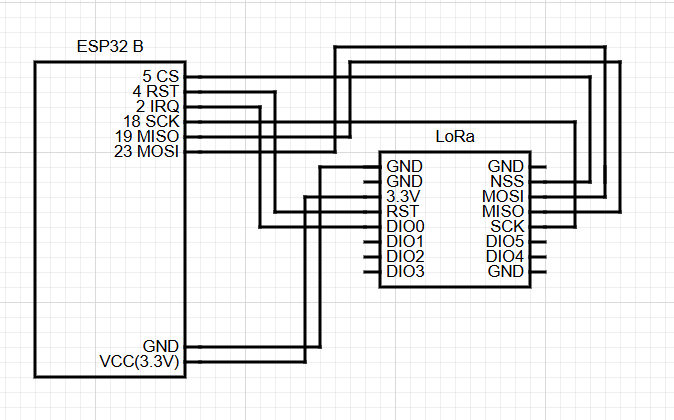 ESP32 B
5 CS
4 RST
2 IRQ
18 SCK
19 MISO
23 MOSI
GND
VCC(3.3V)
LoRa
GND
GND
3.3V
RST
DIO0
DIO1
DIO2
DIO3
GND
NSS
MOSI
MISO
SCK
DIO5
DIO4
GND